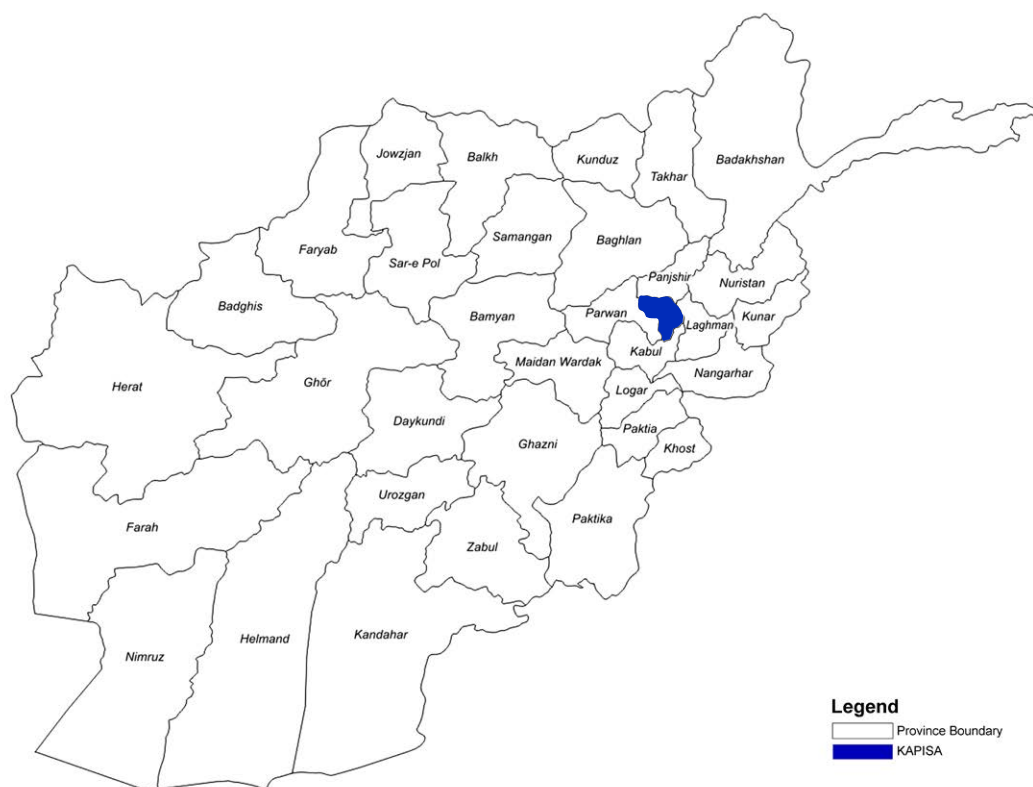 Jowzjan
Balkh
Kunduz
Takhar
Badakhshan
Faryab
Sar-e Pol
Samangan
Baghlan
Panjshir
Nuristan
Badghis
Bamyan
Parwan
Laghman
Kunar
Herat
Ghōr
Maidan Wardak
Kabul
Nangarhar
Daykundi
Logar
Ghazni
Paktia
Khost
Urozgan
Paktika
Farah
Zabul
Nimruz
Helmand
Kandahar
Legend
Province Boundary
KAPISA